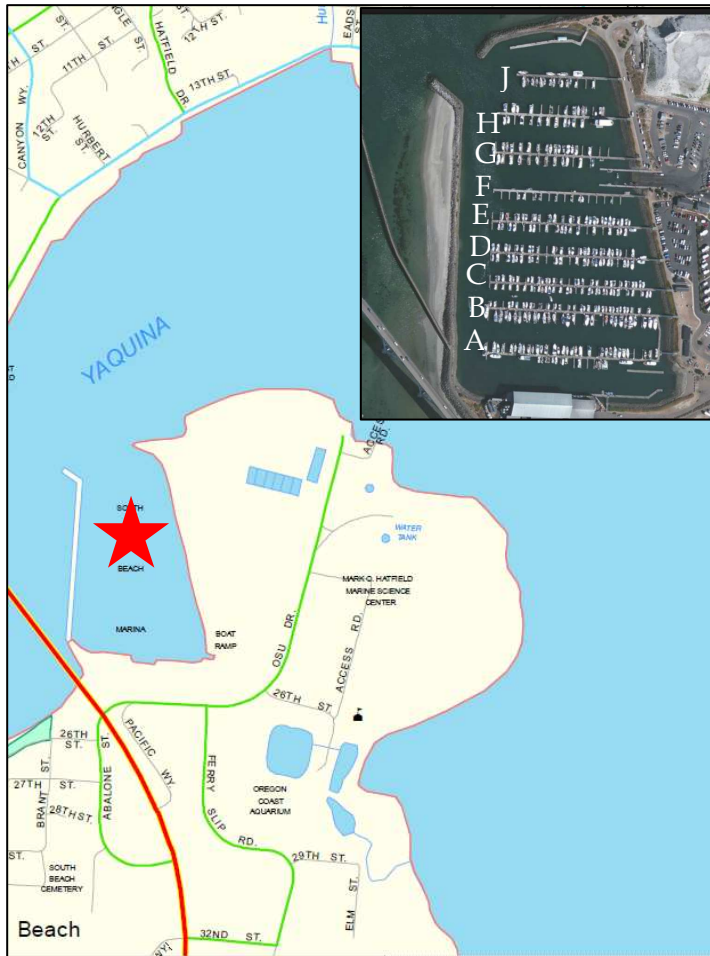 12TH ST.
11TH ST.
HATFIELD DR.
EADS
CANYON WY.
12TH ST.
HURBERT ST.
13TH ST.
YAQUINA
J
H
G
F
E
D
C
B
A
ACCESS RD.
SOUTH
BEACH
MARINA
WATER
TANK
MARK O. HATFIELD
MARINE SCIENCE
CENTER
BOAT
RAMP
OSU DR.
ACCESS RD.
26TH ST.
26TH
ST.
PACIFIC WY.
ABALONE ST.
FERRY SLIP RD.
27TH ST.
BRANT ST.
28TH ST.
OREGON
COAST
AQUARIUM
ST.
29TH ST.
SOUTH
BEACH
CEMETERY
ELM ST.
Beach
32ND ST.